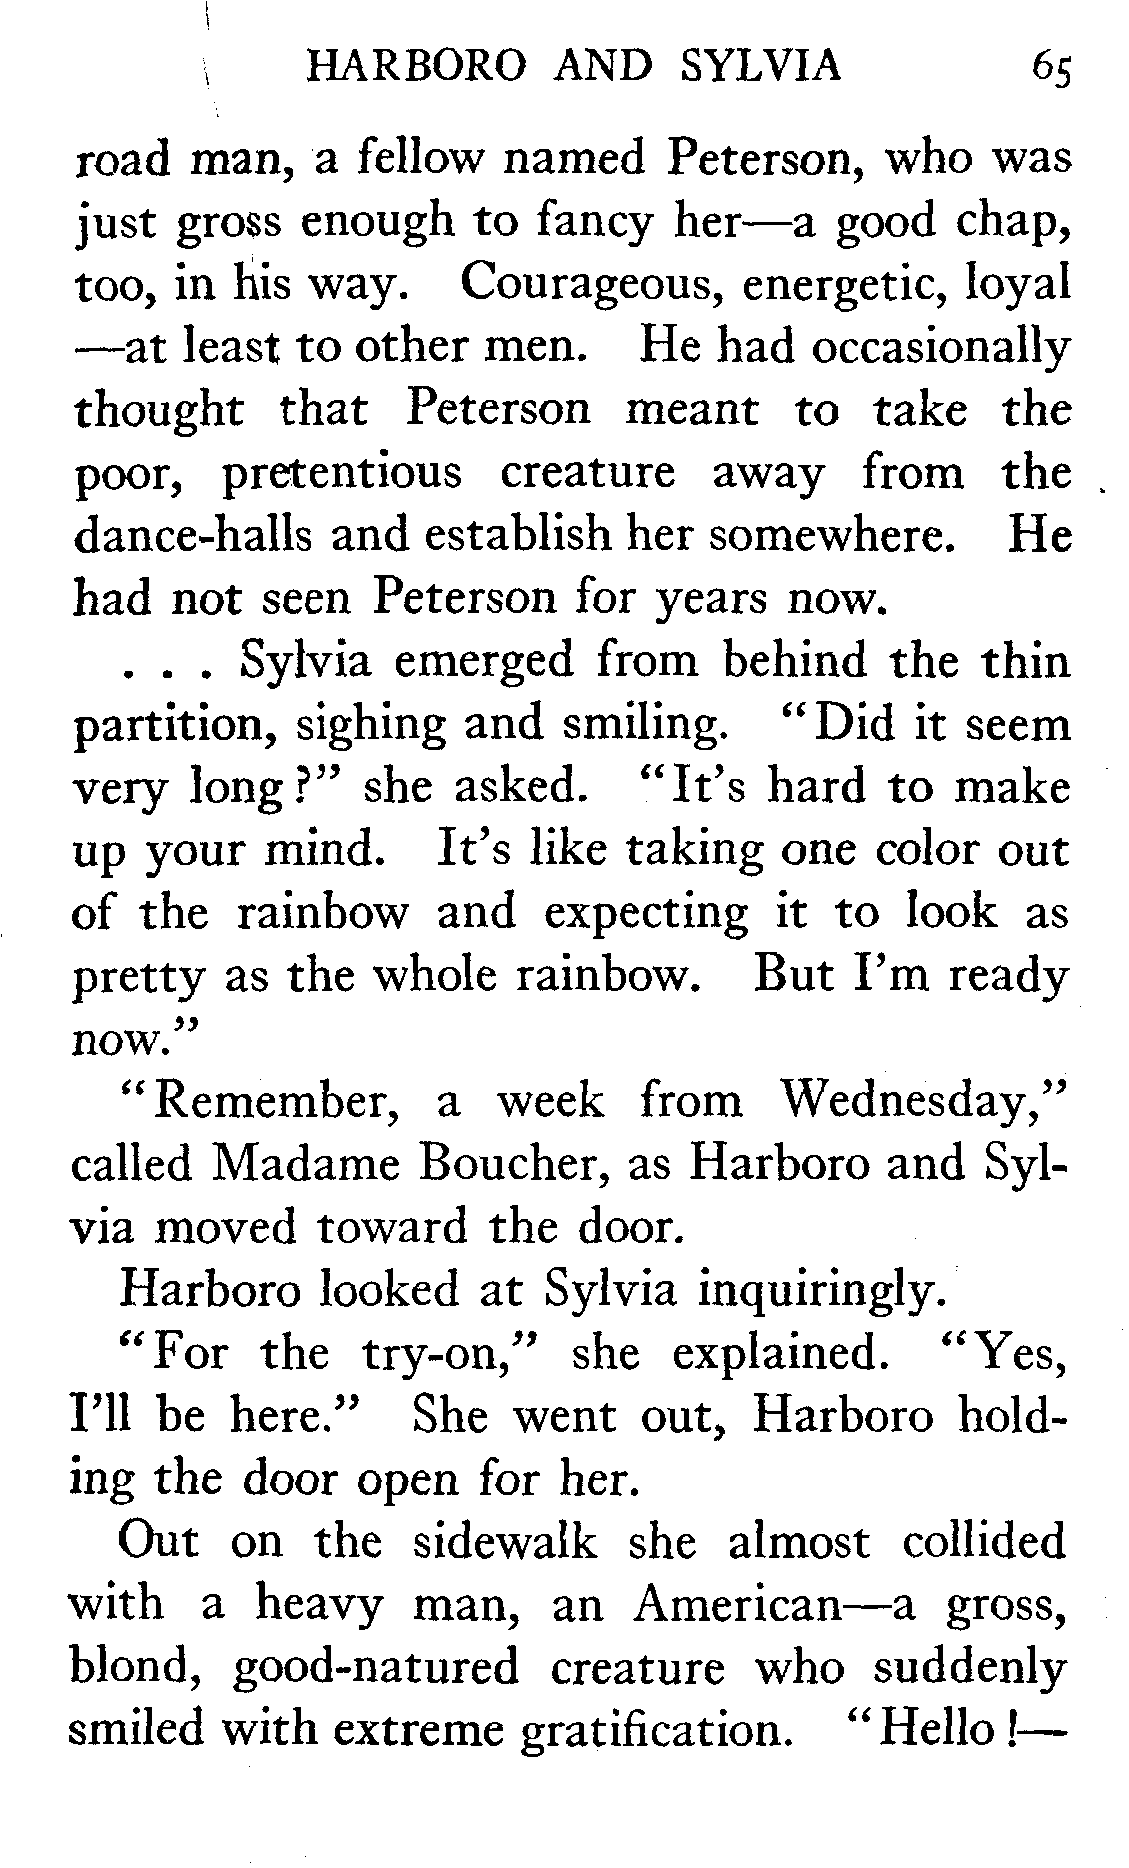 HARBORO AND SYLVIA 65
road man, a fellow named Peterson, who was
just gross enough to fancy her—a good chap,
too, in his way. Courageous, energetic, loyal
—at least to other men. He had occasionally
thought that Peterson meant to take the
poor, pretentious creature away from the
dance-halls and establish her somewhere. He
had not seen Peterson for years now.
. . . Sylvia emerged from behind the thin
partition, sighing and smiling. "Did it seem
very long?" she asked. "It's hard to make
up your mind. It's like taking one color out
of the rainbow and expecting it to look as
pretty as the whole rainbow. But I'm ready
now."
"Remember, a week from Wednesday,"
called Madame Boucher, as Harboro and Syl-
via moved toward the door.
Harboro looked at Sylvia inquiringly.
"For the try-on," she explained. "Yes,
I'll be here." She went out, Harboro hold-
ing the door open for her.
Out on the sidewalk she almost collided
with a heavy man, an American—a gross,
blond, good-natured creature who suddenly
smiled with extreme gratification. "Hello!—